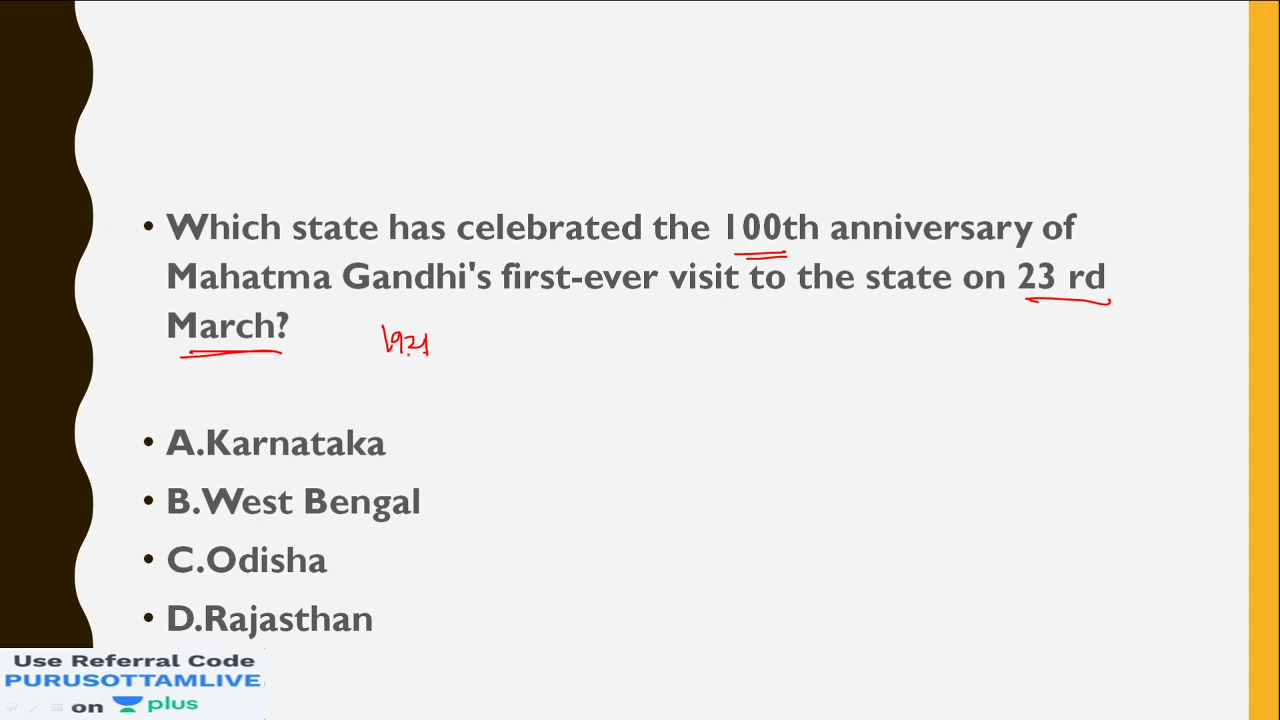 • Which state has celebrated the 100th anniversary of
Mahatma Gandhi's first-ever visit to the state on 23 rd
March?
1921
• A.Karnataka
• B.West Bengal
• C.Odisha
• D.Rajasthan
Use Referral Code
PURUSOTTAMLIVE
on plus